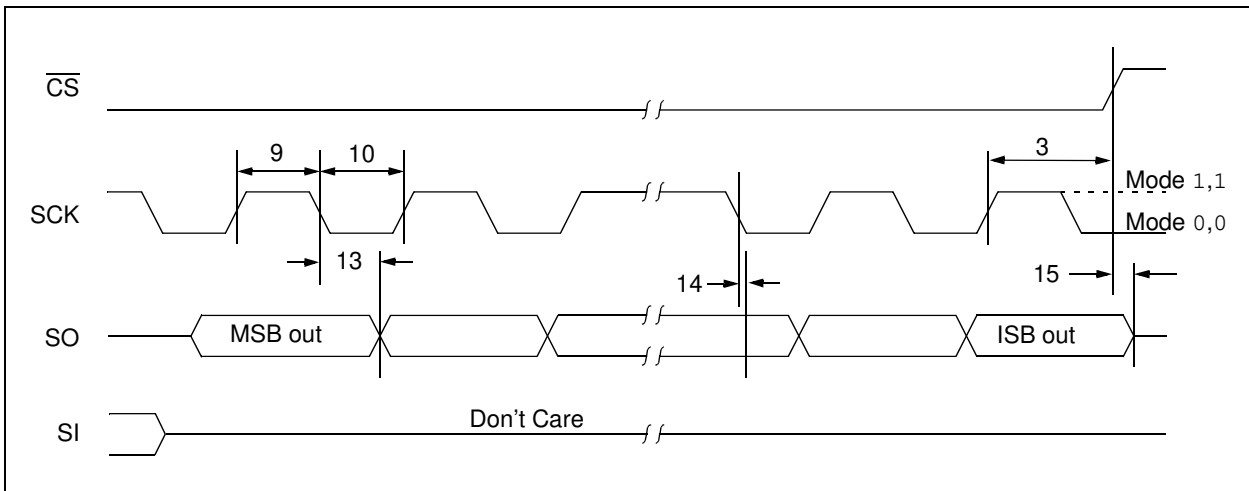 CS
9 10 3
Mode 1,1
SCK
Mode 0,0
13 14 15
SO MSB out ISB out
Don't Care
SI